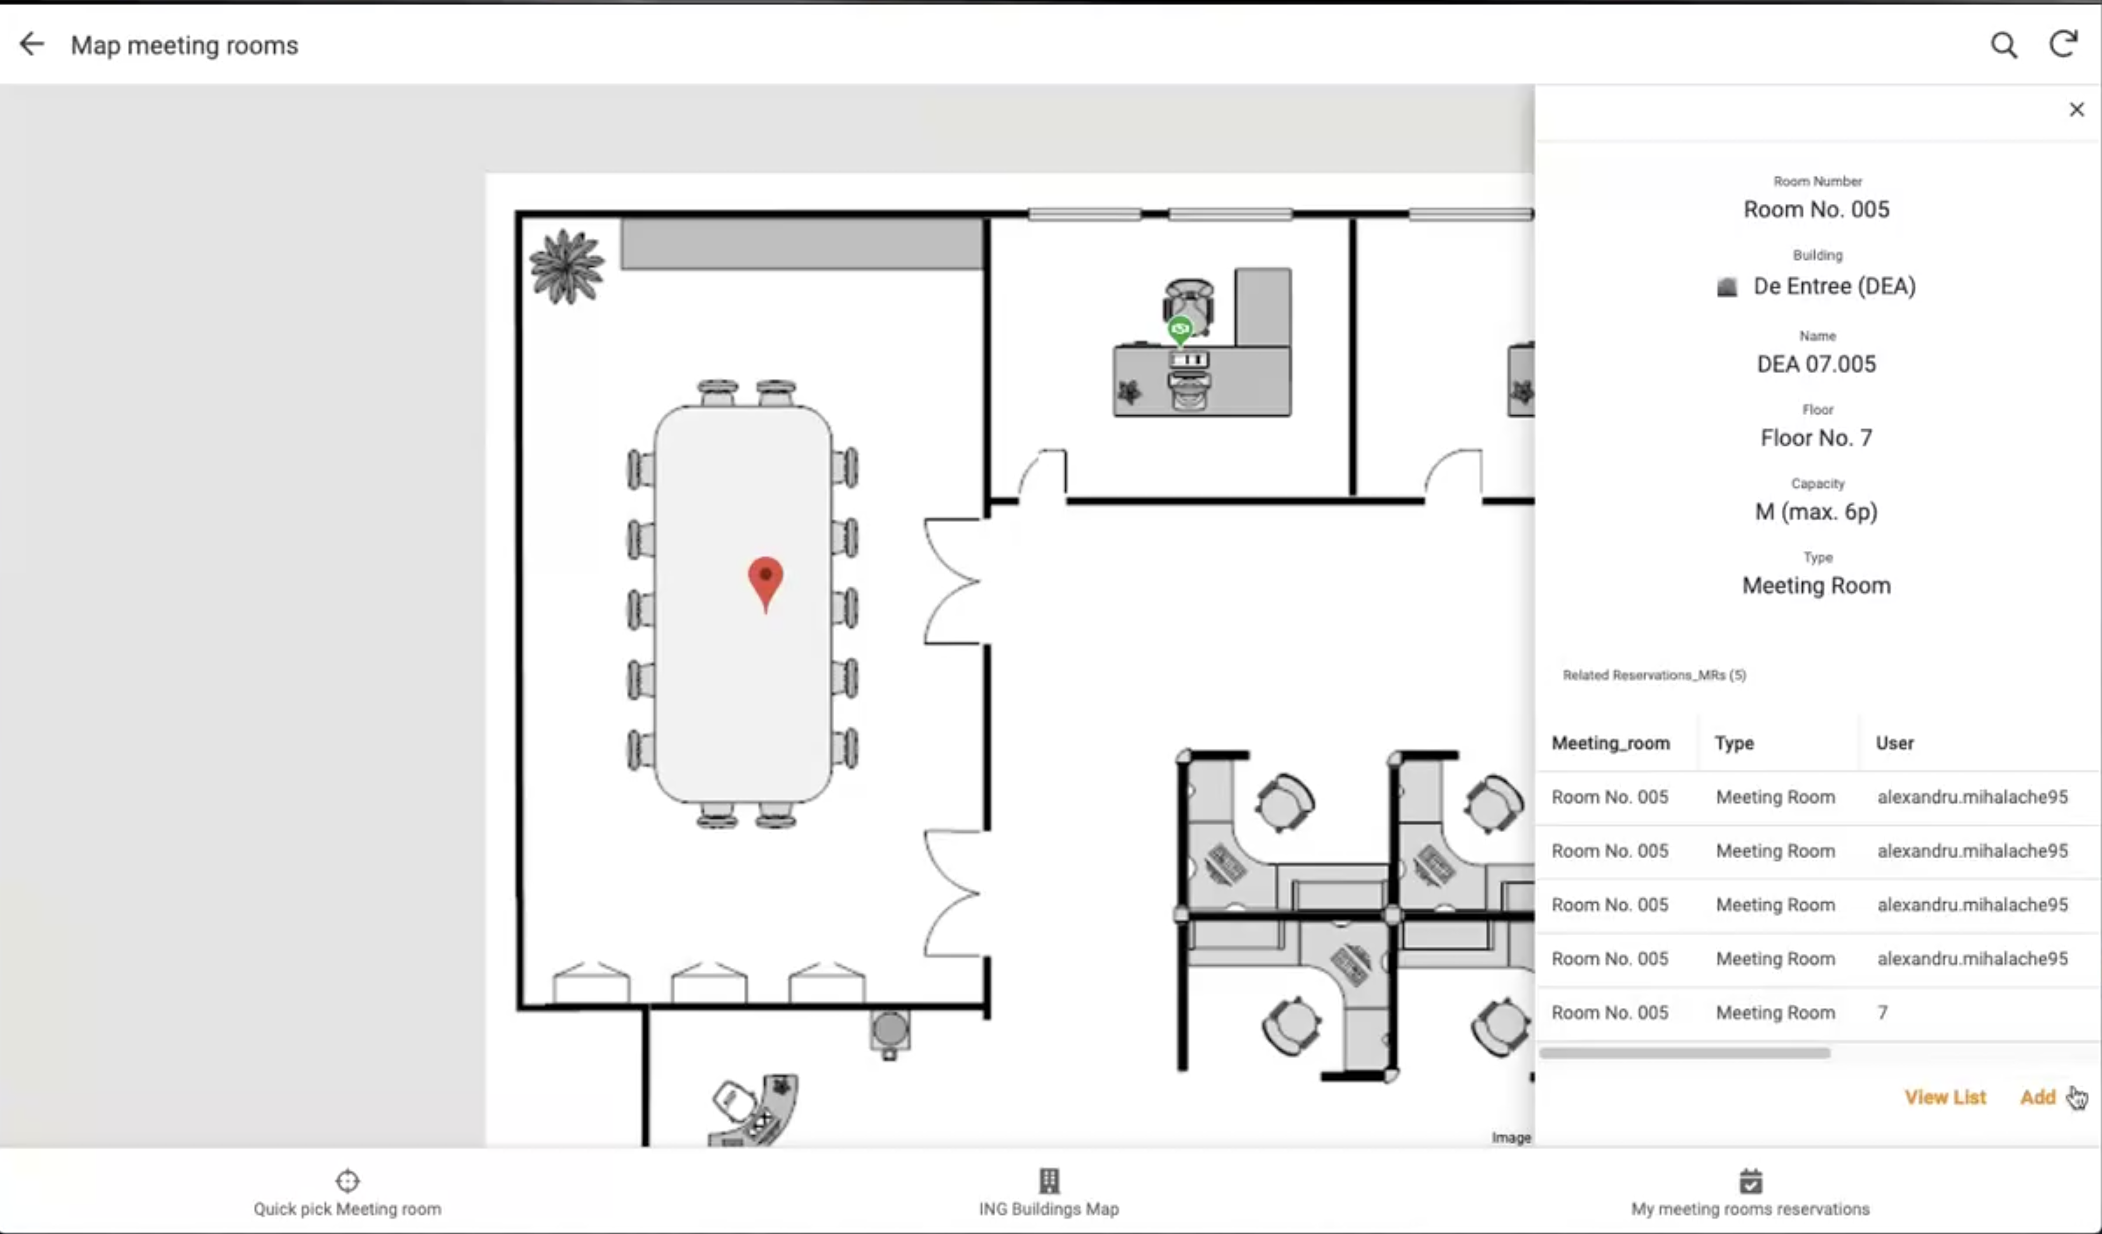 Map meeting rooms
Room Number
Room No. 005
Building
De Entree (DEA)
Name
DEA 07.005
Floor
Floor No. 7
Capacity
M (max. 6p)
Type
Meeting Room
Related Reservations_MRs (5)
Meeting_room Type User
Room No. 005 Meeting Room alexandru.mihalache95
Room No. 005 Meeting Room alexandru.mihalache95
Room No. 005 Meeting Room alexandru.mihalache95
Room No. 005 Meeting Room alexandru.mihalache95
Room No. 005 Meeting Room 7
View List Add
Image
Quick pick Meeting room
ING Buildings Map
My meeting rooms reservations